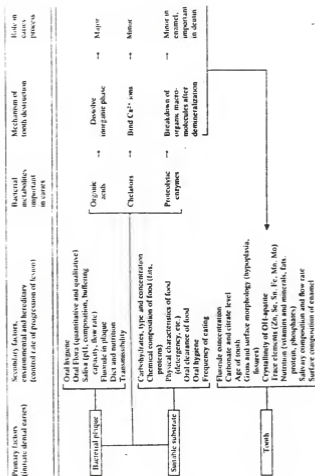 Primary factors
(initiate dental caries)
Secondary factors,
environmental and hereditary
(control rate of progression of lesion)
Bacterial
metabolites
important
in caries
Mechanism of
tooth destruction
Role in
caries
process
Bacterial plaque
Oral hygiene
Oral Flora (quantitative and qualitative)
Saliva (pH, composition, buffering
capacity, flow rate)
Fluoride in plaque
Diet and nutrition
Transmissibility
Organic
acids
→
Dissolve
inorganic phase
→
Major
Chelators
→
Bind Ca²⁺ ions
→
Minor
Suitable substrate
Carbohydrates, type and concentration
Chemical composition of food (fats,
proteins)
Physical characteristics of food
(detergency, etc.)
Oral clearance of food
Oral hygiene
Frequency of eating
Proteolytic
enzymes
→
Breakdown of
organic macro-
molecules after
demineralization
→
Minor in
enamel,
important
in dentin
Tooth
Fluoride concentration
Carbonate and citrate level
Age of tooth
Gross and surface morphology (hypoplasia,
fissures)
Crystallinity of OH-apatite
Trace elements (Zn, Se, Sn, Fe, Mn, Mo)
Nutrition (vitamins and minerals, fats,
protein, phosphates)
Salivary composition and flow rate
Surface composition of enamel